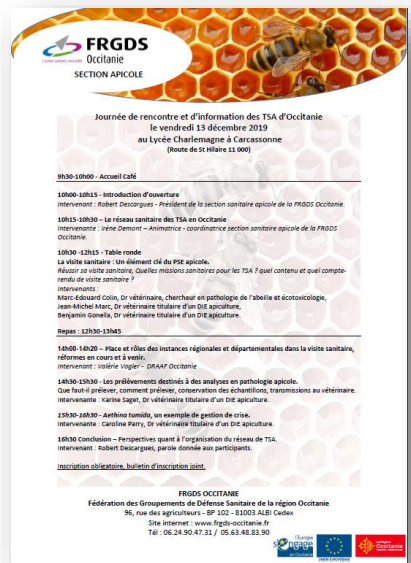 FRGDS
Occitanie
SECTION APICOLE
Journée de rencontre et d'information des TSA d'Occitanie
le vendredi 13 décembre 2019
au Lycée Charlemagne à Carcassonne
(Route de St Hilaire 11 000)
9h30-10h00 - Accueil Café
10h00-10h15 - Introduction d'ouverture
Intervenant : Robert Descargues - Président de la section sanitaire apicole de la FRGDS Occitanie.
10h15-10h30 – Le réseau sanitaire des TSA en Occitanie
Intervenante : Irène Demont – Animatrice - coordinatrice section sanitaire apicole de la FRGDS
Occitanie.
10h30 -12h15 - Table ronde
La visite sanitaire : Un élément clé du PSE apicole.
Réussir sa visite sanitaire, Quelles missions sanitaires pour les TSA ? quel contenu et quel compte-
rendu de visite sanitaire ?
Intervenants :
Marc-Edouard Colin, Dr vétérinaire, chercheur en pathologie de l'abeille et écotoxicologie,
Jean-Michel Marc, Dr vétérinaire titulaire d'un DIE apiculture,
Benjamin Gonella, Dr vétérinaire titulaire d'un DIE apiculture.
Repas : 12h30-13h45
14h00-14h20 – Place et rôles des instances régionales et départementales dans la visite sanitaire,
réformes en cours et à venir.
Intervenant : Valérie Vogler - DRAAF Occitanie
14h30-15h30 - Les prélèvements destinés à des analyses en pathologie apicole.
Que faut-il prélever, comment prélever, conservation des échantillons, transmissions au vétérinaire.
Intervenante : Karine Saget, Dr vétérinaire titulaire d'un DIE apiculture.
15h30-16h30 - Aethina tumida, un exemple de gestion de crise.
Intervenante : Caroline Parry, Dr vétérinaire titulaire d'un DIE apiculture.
16h30 Conclusion – Perspectives quant à l'organisation du réseau de TSA.
Intervenant : Robert Descargues, parole donnée aux participants.
Inscription obligatoire, bulletin d'inscription joint.
FRGDS OCCITANIE
Fédération des Groupements de Défense Sanitaire de la région Occitanie
96, rue des agriculteurs - BP 102 - 81003 ALBI Cedex
Site internet : www.frgds-occitanie.fr
Tél : 06.24.90.47.31 / 05.63.48.83.90
L'Europe
s'engage
en Occitanie
UNION EUROPEENNE
La Région
Occitanie